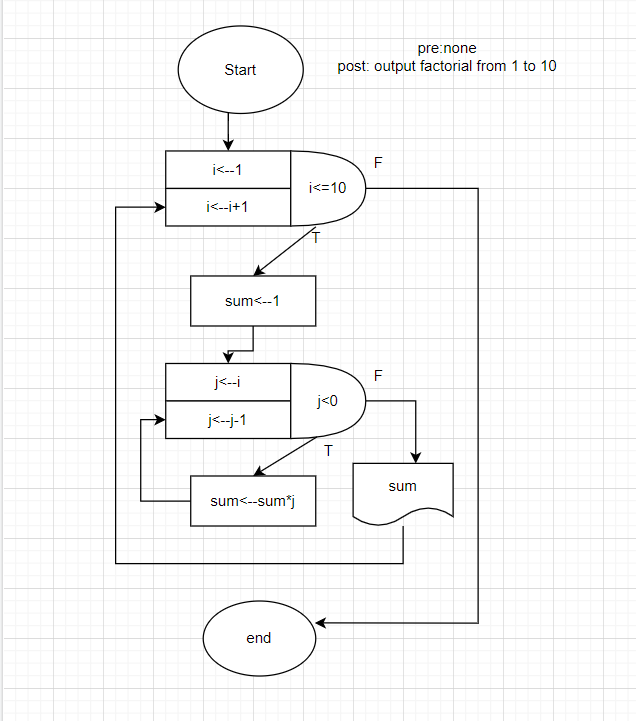 Start
pre:none
post: output factorial from 1 to 10
i<--1
i<--i+1
i<=10
F
T
sum<--1
j<--i
j<--j-1
j<0
F
T
sum<--sum*j
sum
end